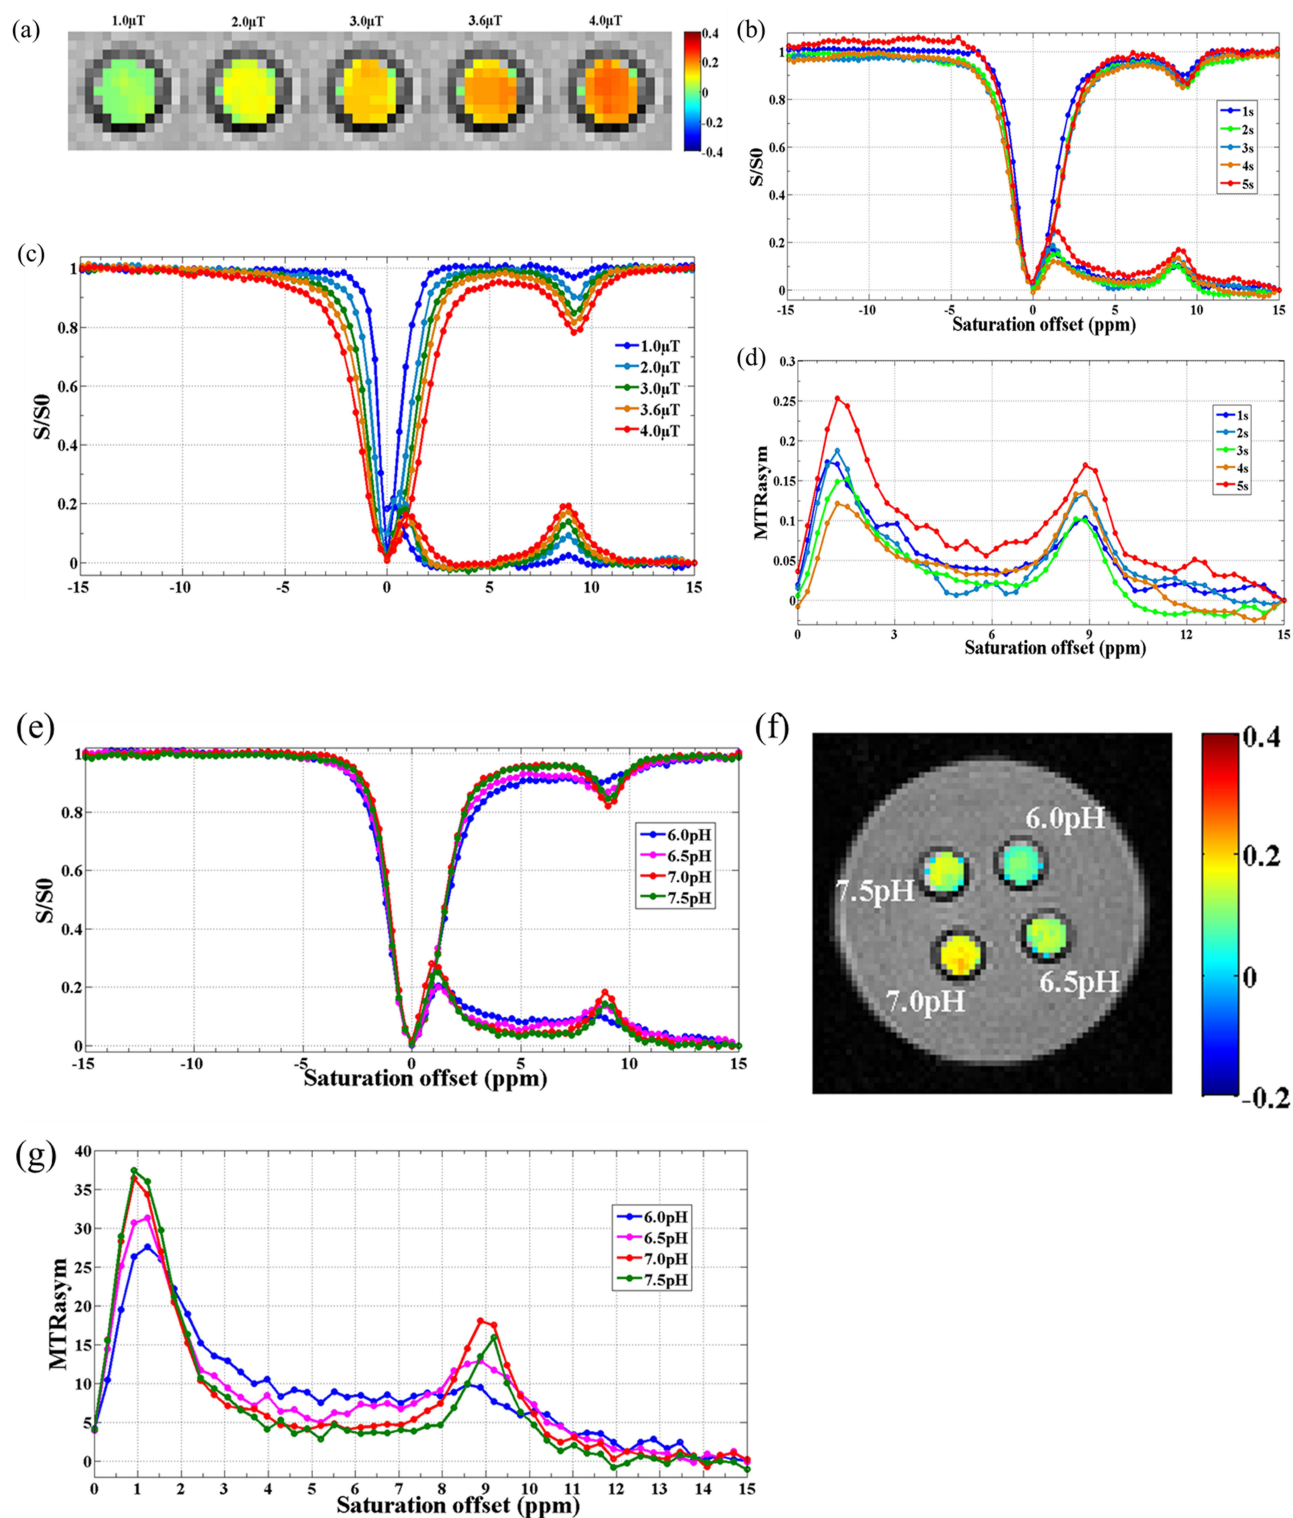 (a)
1.0μT 2.0μT 3.0μT 3.6μT 4.0μT
0.4
0.2
0
-0.2
-0.4
(b)
S/S0
1
0.8
0.6
0.4
0.2
0
1s
2s
3s
4s
5s
-15 -10 -5 0 5 10 15
Saturation offset (ppm)
(c)
S/S0
1
0.8
0.6
0.4
0.2
0
1.0μT
2.0μT
3.0μT
3.6μT
4.0μT
-15 -10 -5 0 5 10 15
(d)
MTRasym
0.3
0.25
0.2
0.15
0.1
0.05
0
1s
2s
3s
4s
5s
0 3 6 9 12 15
Saturation offset (ppm)
(e)
S/S0
1
0.8
0.6
0.4
0.2
0
6.0pH
6.5pH
7.0pH
7.5pH
-15 -10 -5 0 5 10 15
Saturation offset (ppm)
(f)
6.0pH
7.5pH
6.5pH
7.0pH
0.4
0.2
0
-0.2
(g)
MTRasym
40
35
30
25
20
15
10
5
0
6.0pH
6.5pH
7.0pH
7.5pH
0 1 2 3 4 5 6 7 8 9 10 11 12 13 14 15
Saturation offset (ppm)